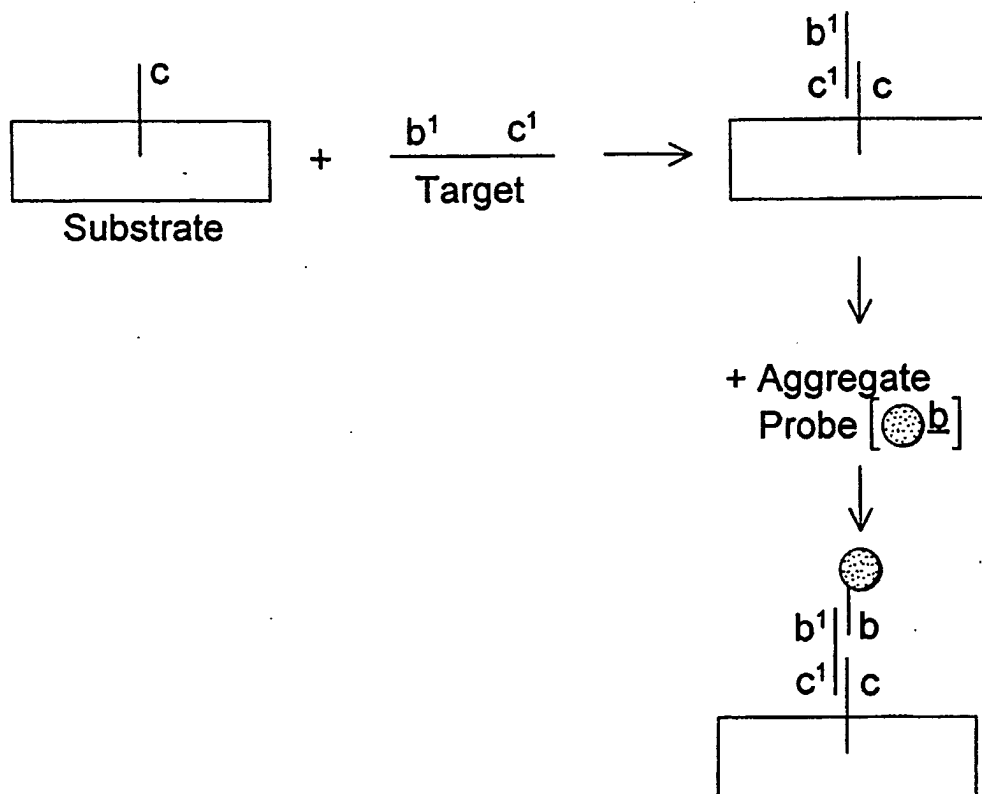 c
Substrate
+
b¹ c¹
Target
b¹
c¹ c
+ Aggregate
Probe [b]
b¹ b
c¹ c